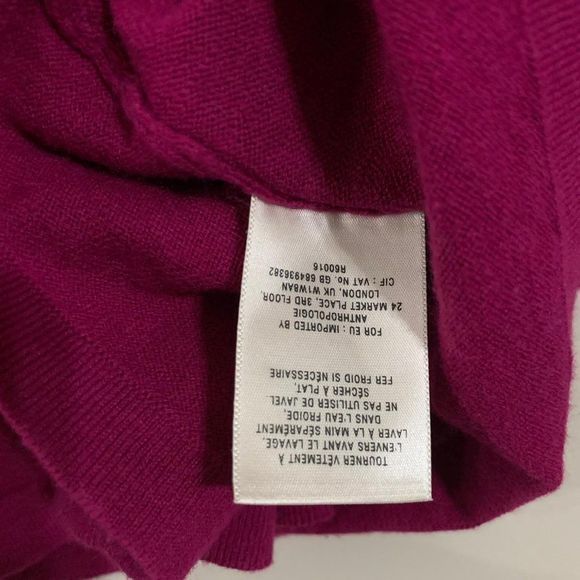 TOURNER VÊTEMENT À
L'ENVERS AVANT LE LAVAGE.
LAVER À LA MAIN SÉPARÉMENT
DANS L'EAU FROIDE.
NE PAS UTILISER DE JAVEL.
SÉCHER À PLAT.
FER FROID SI NÉCESSAIRE
FOR EU : IMPORTED BY
ANTHROPOLOGIE
24 MARKET PLACE, 3RD FLOOR,
LONDON, UK W1W8AN
CIF : VAT No. GB 684936382
R60016